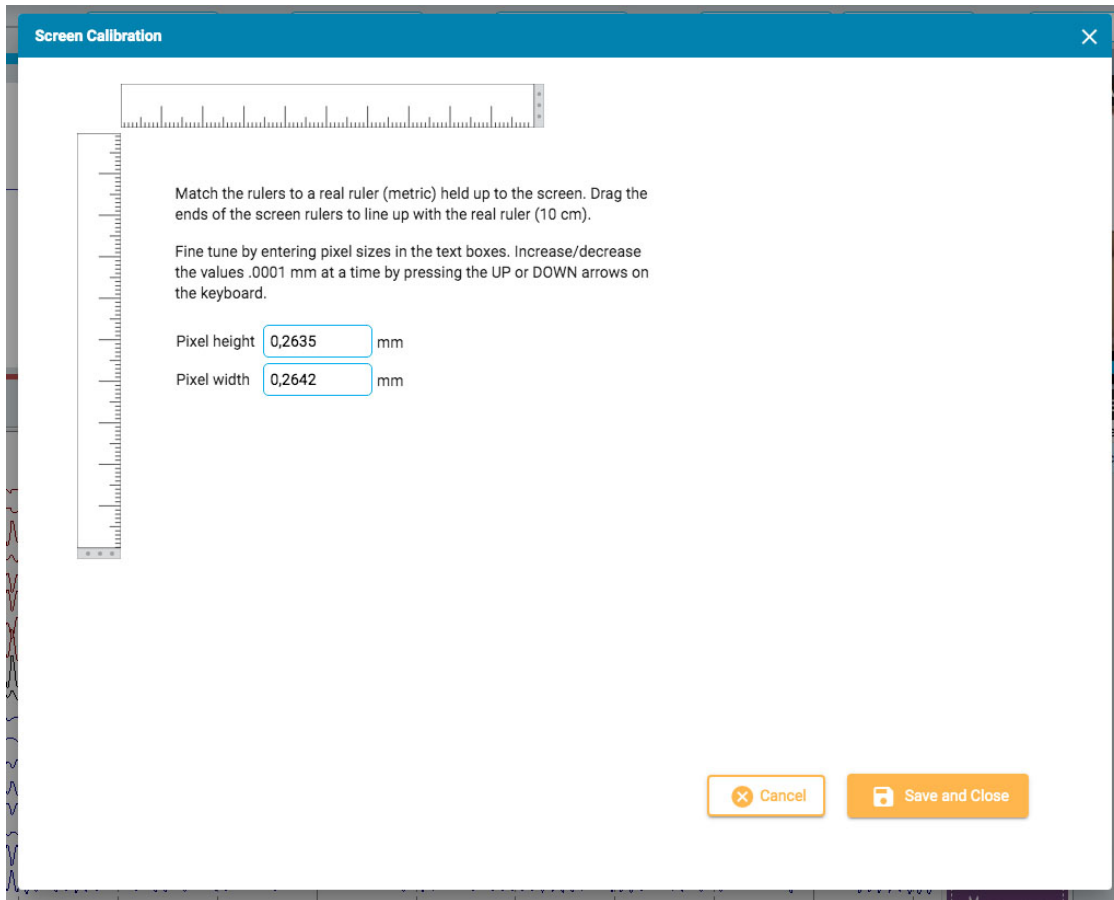 Screen Calibration
Match the rulers to a real ruler (metric) held up to the screen. Drag the
ends of the screen rulers to line up with the real ruler (10 cm).
Fine tune by entering pixel sizes in the text boxes. Increase/decrease
the values .0001 mm at a time by pressing the UP or DOWN arrows on
the keyboard.
Pixel height 0,2635 mm
Pixel width 0,2642 mm
Cancel Save and Close